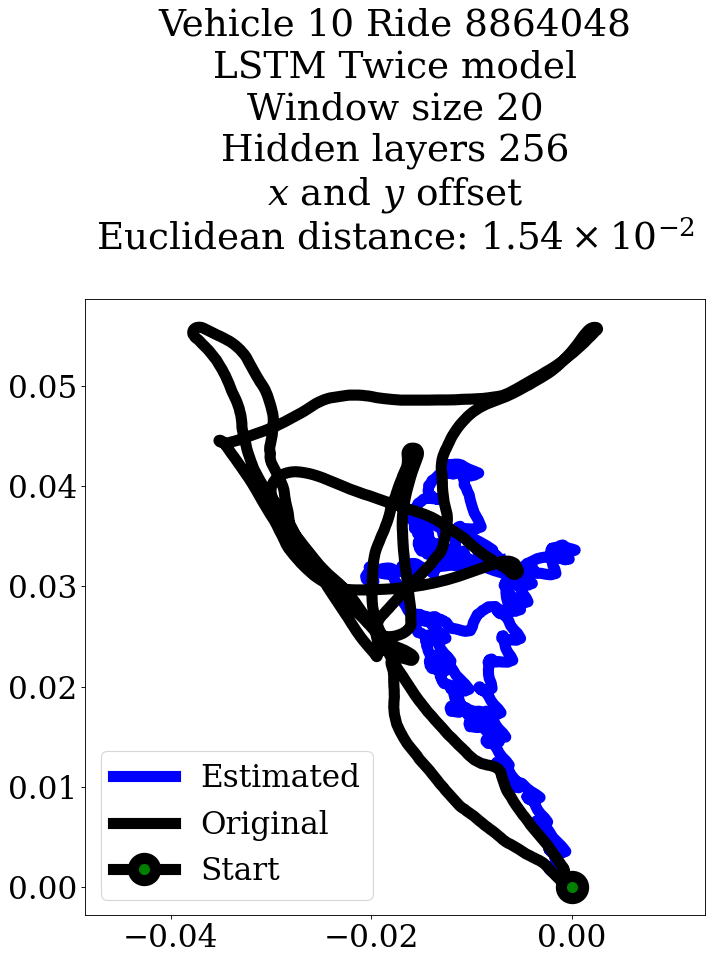 Vehicle 10 Ride 8864048
LSTM Twice model
Window size 20
Hidden layers 256
x and y offset
Euclidean distance: 1.54 × 10⁻²
0.05
0.04
0.03
0.02
0.01
0.00
Estimated
Original
Start
−0.04
−0.02
0.00